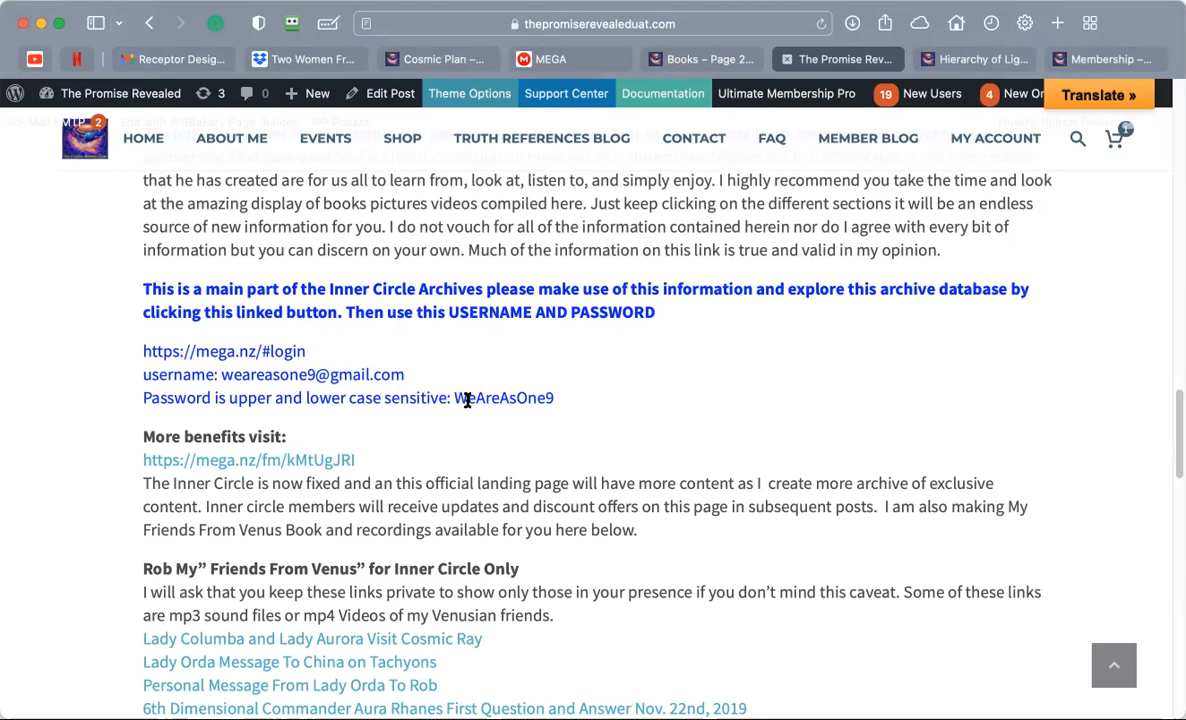 thepromiserevealeduat.com
Receptor Desig...
Two Women Fr...
Cosmic Plan —...
MEGA
Books – Page 2...
The Promise Rev...
Hierarchy of Lig...
Membership –...
The Promise Revealed
3
0
New
Edit Post
Theme Options
Support Center
Documentation
Ultimate Membership Pro
19 New Users
4 New Or
Translate »
2
HOME
ABOUT ME
EVENTS
SHOP
TRUTH REFERENCES BLOG
CONTACT
FAQ
MEMBER BLOG
MY ACCOUNT
1
that he has created are for us all to learn from, look at, listen to, and simply enjoy. I highly recommend you take the time and look
at the amazing display of books pictures videos compiled here. Just keep clicking on the different sections it will be an endless
source of new information for you. I do not vouch for all of the information contained herein nor do I agree with every bit of
information but you can discern on your own. Much of the information on this link is true and valid in my opinion.
This is a main part of the Inner Circle Archives please make use of this information and explore this archive database by
clicking this linked button. Then use this USERNAME AND PASSWORD
https://mega.nz/#login
username: weareasone9@gmail.com
Password is upper and lower case sensitive: WeAreAsOne9
More benefits visit:
https://mega.nz/fm/kMtUgJRI
The Inner Circle is now fixed and an this official landing page will have more content as I create more archive of exclusive
content. Inner circle members will receive updates and discount offers on this page in subsequent posts. I am also making My
Friends From Venus Book and recordings available for you here below.
Rob My” Friends From Venus” for Inner Circle Only
I will ask that you keep these links private to show only those in your presence if you don’t mind this caveat. Some of these links
are mp3 sound files or mp4 Videos of my Venusian friends.
Lady Columba and Lady Aurora Visit Cosmic Ray
Lady Orda Message To China on Tachyons
Personal Message From Lady Orda To Rob
6th Dimensional Commander Aura Rhanes First Question and Answer Nov. 22nd, 2019